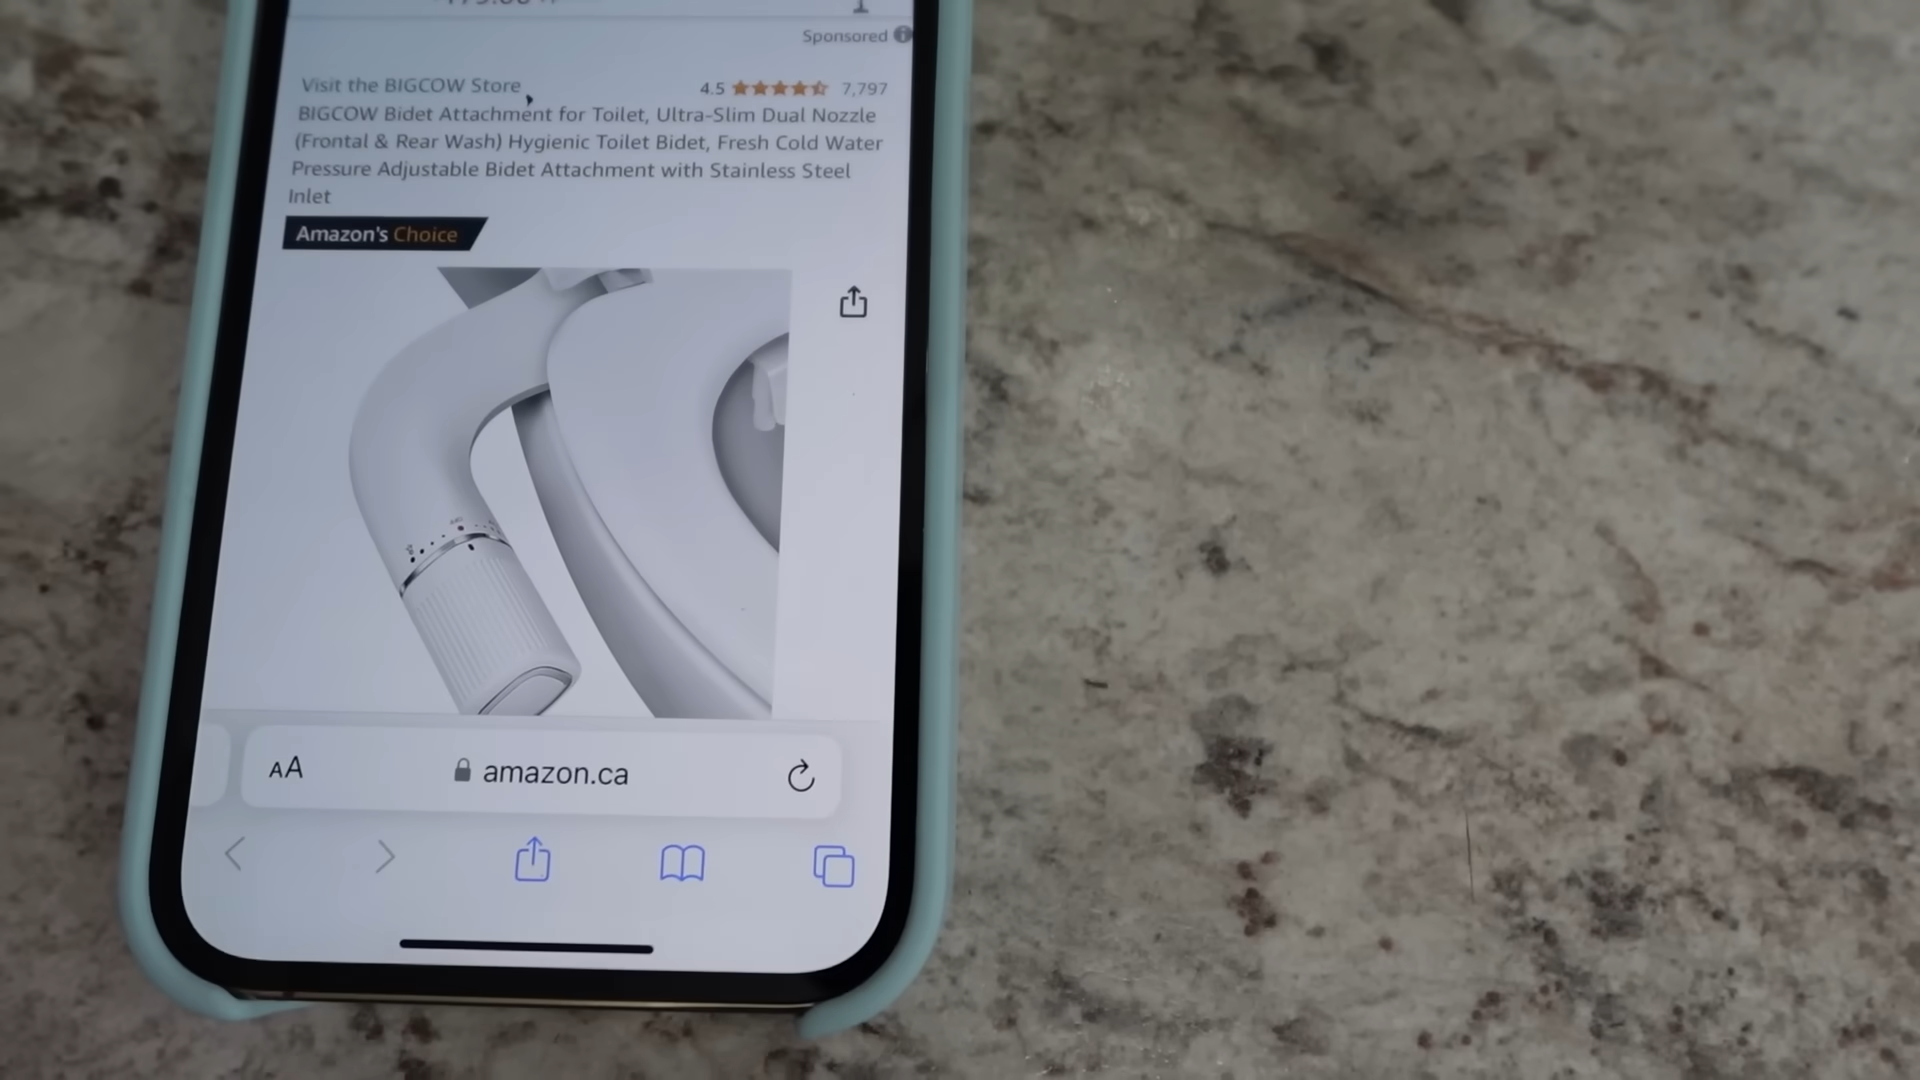 Sponsored
Visit the BIGCOW Store
4.5 7,797
BIGCOW Bidet Attachment for Toilet, Ultra-Slim Dual Nozzle
(Frontal & Rear Wash) Hygienic Toilet Bidet, Fresh Cold Water
Pressure Adjustable Bidet Attachment with Stainless Steel
Inlet
Amazon's Choice
AA amazon.ca